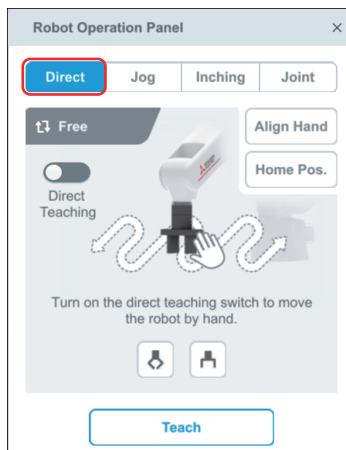 Robot Operation Panel
Direct
Jog
Inching
Joint
Free
Align Hand
Home Pos.
Direct
Teaching
Turn on the direct teaching switch to move
the robot by hand.
Teach